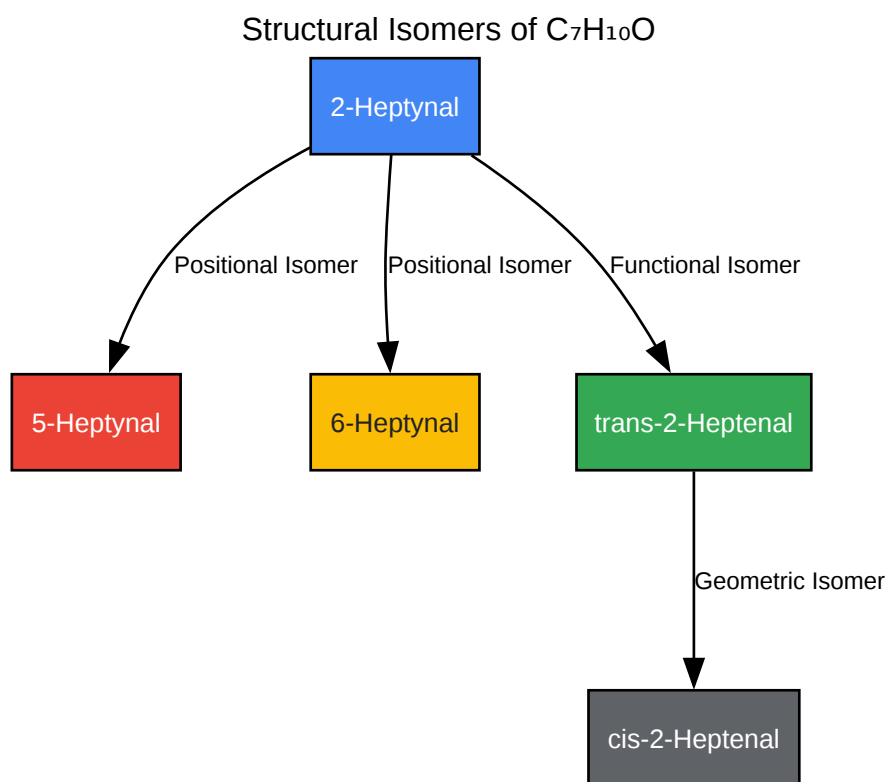 Structural Isomers of C₇H₁₀O
2-Heptynal
Positional Isomer
Positional Isomer
Functional Isomer
5-Heptynal
6-Heptynal
trans-2-Heptenal
Geometric Isomer
cis-2-Heptenal